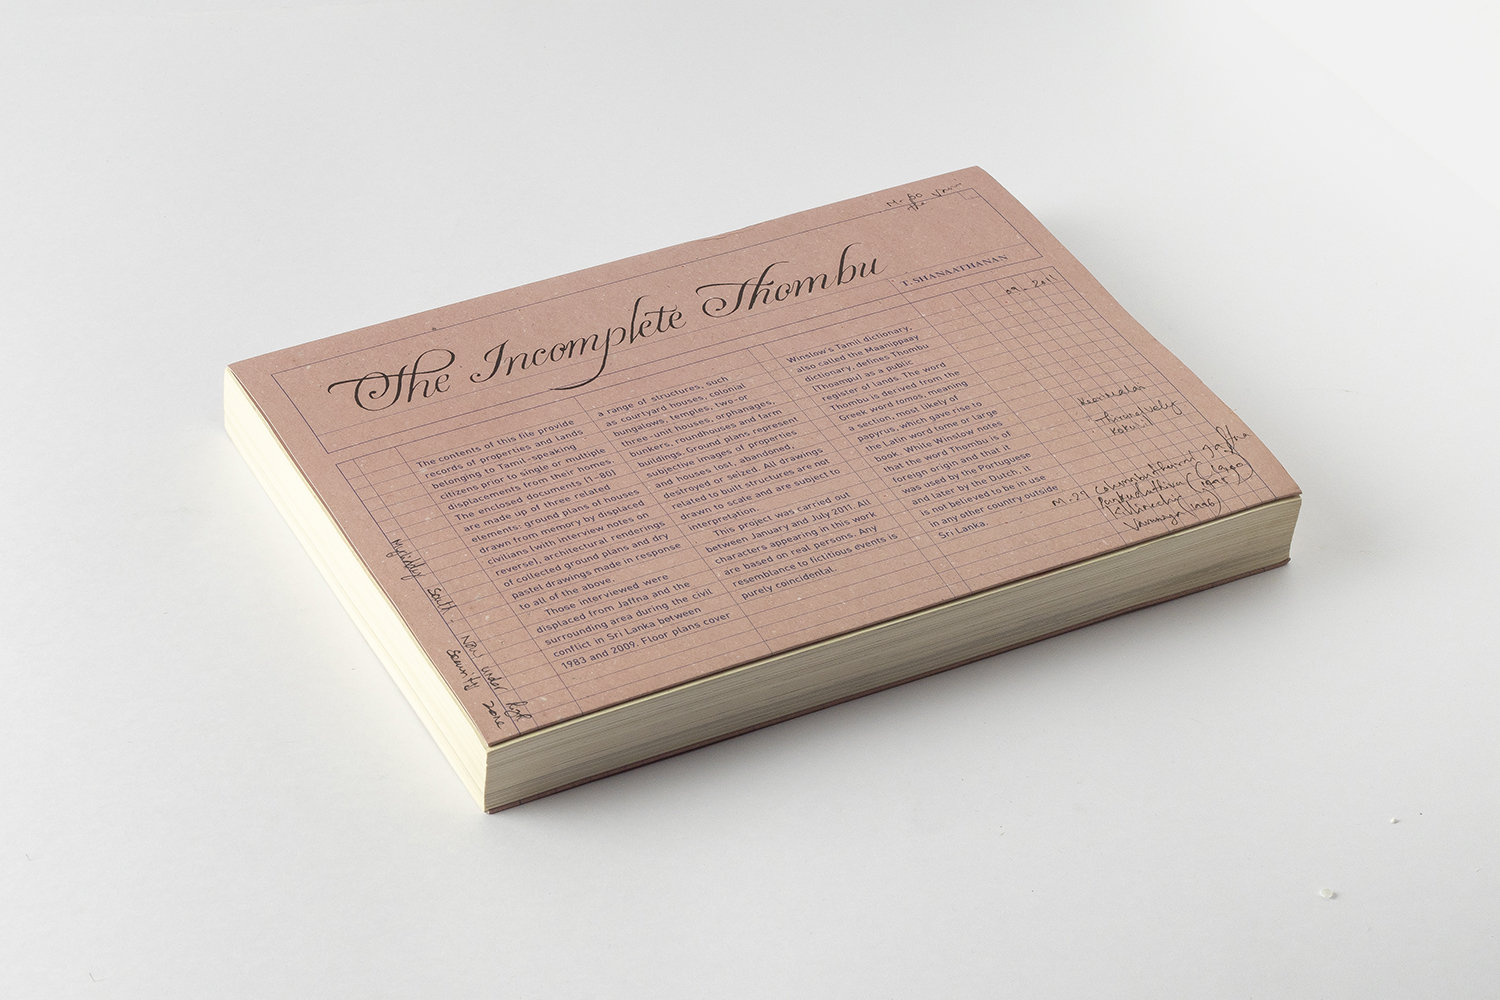 The Incomplete Thombu
T. SHANAATHANAN
09-2011
The contents of this file provide
records of properties and lands
belonging to Tamil-speaking
citizens prior to single or multiple
displacements from their homes.
The enclosed documents (1–80)
are made up of three related
elements: ground plans of houses
drawn from memory by displaced
civilians (with interview notes on
reverse), architectural renderings
of collected ground plans and dry
pastel drawings made in response
to all of the above.
Those interviewed were
displaced from Jaffna and the
surrounding area during the civil
conflict in Sri Lanka between
1983 and 2009. Floor plans cover
a range of structures, such
as courtyard houses, colonial
bungalows, temples, two-or
three-unit houses, orphanages,
bunkers, roundhouses and farm
buildings. Ground plans represent
subjective images of properties
and houses lost, abandoned,
destroyed or seized. All drawings
related to built structures are not
drawn to scale and are subject to
interpretation.
This project was carried out
between January and July 2011. All
characters appearing in this work
are based on real persons. Any
resemblance to fictitious events is
purely coincidental.
Winslow's Tamil dictionary,
also called the Maanippaay
dictionary, defines Thombu
(Thoampu) as a public
register of lands. The word
Thombu is derived from the
Greek word tomos, meaning
a section, most likely of
papyrus, which gave rise to
the Latin word tome or large
book. While Winslow notes
that the word Thombu is of
foreign origin and that it
was used by the Portuguese
and later by the Dutch, it
is not believed to be in use
in any other country outside
Sri Lanka.
South. Now under high
security zone
M-29
Jaffna
(1995)
Killinochi (1996)